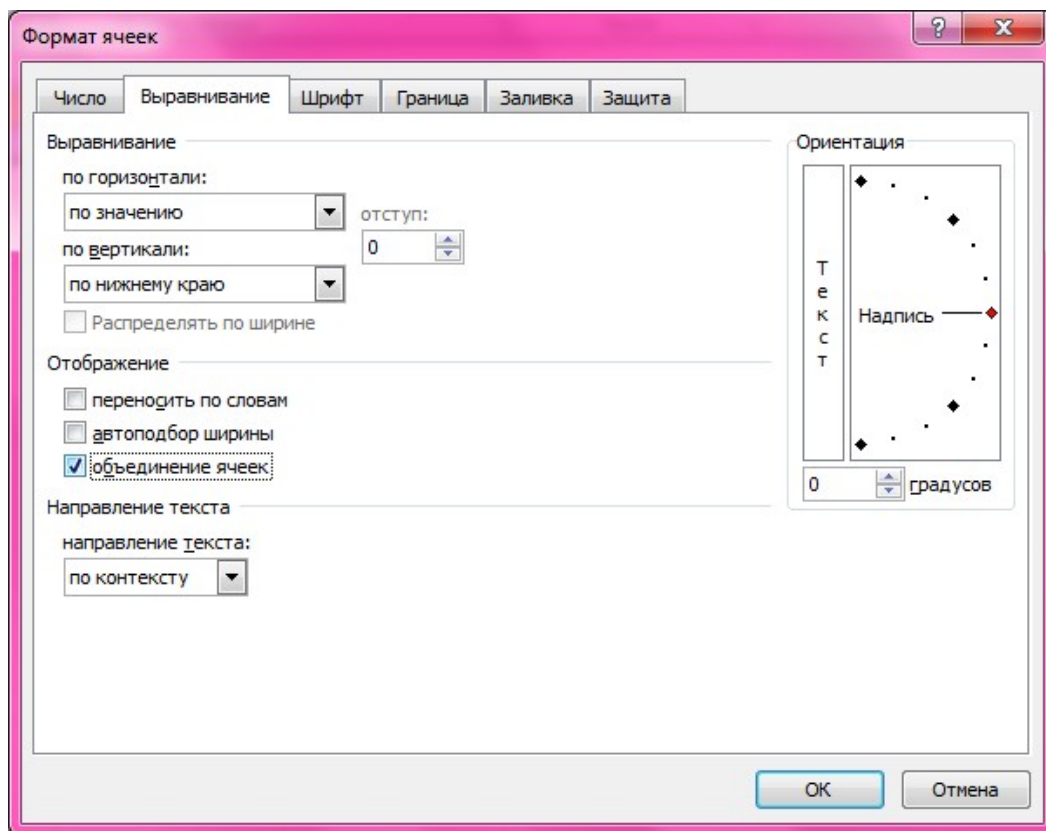 Формат ячеек
Число Выравнивание Шрифт Граница Заливка Защита
Выравнивание
по горизонтали:
по значению
отступ:
0
по вертикали:
по нижнему краю
Распределять по ширине
Отображение
переносить по словам
автоподбор ширины
объединение ячеек
Направление текста
направление текста:
по контексту
Ориентация
Текст
Надпись
0 градусов
ОК Отмена